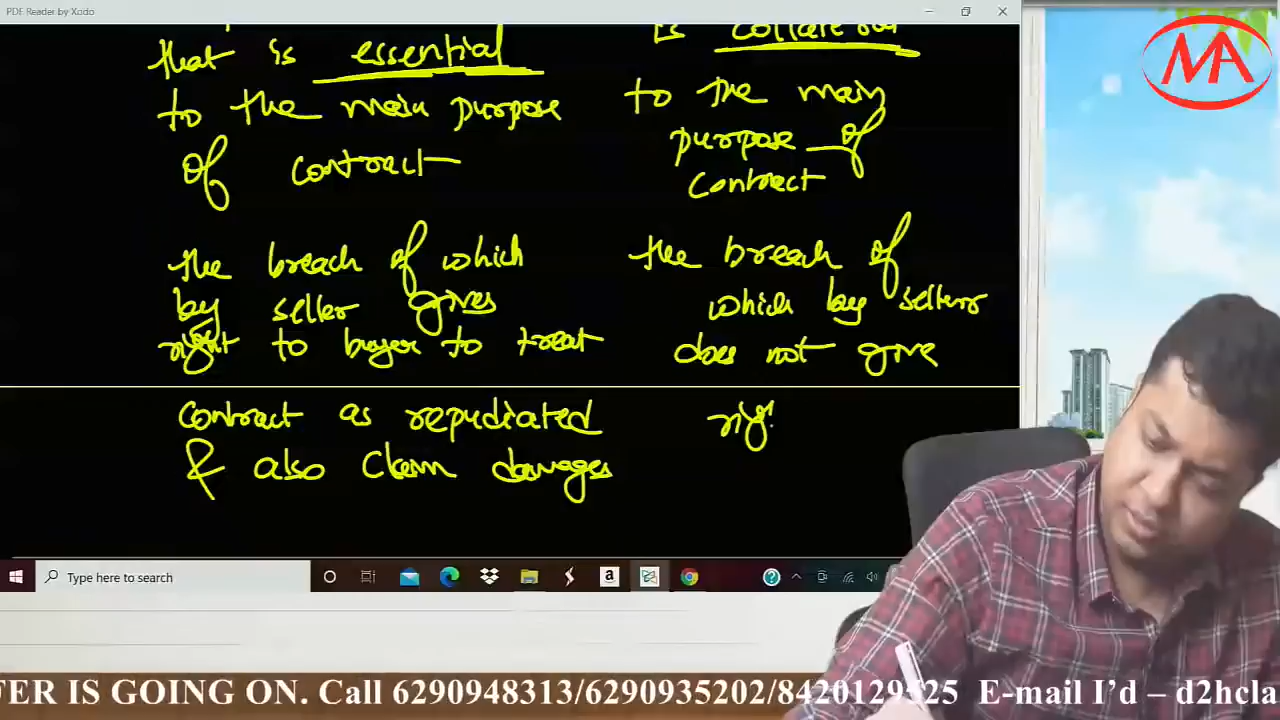 PDF Reader by Xodo
MA
that is essential
to the main purpose
of contract
the breach of which
by seller gives
right to buyer to treat
contract as repudiated
& also claim damages
is collateral
to the main
purpose of
contract
the breach of
which by sellers
does not give
rig
Type here to search
FER IS GOING ON. Call 6290948313/6290935202/8420129525 E-mail I'd – d2hcla